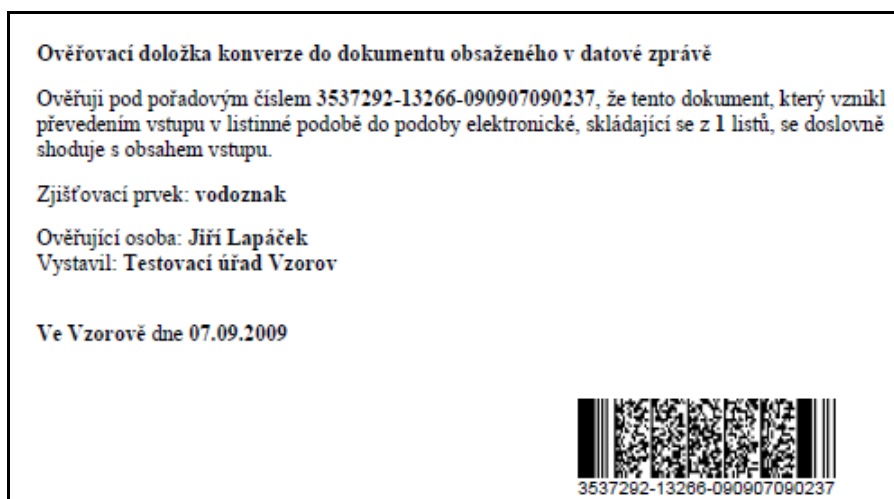 Ověřovací doložka konverze do dokumentu obsaženého v datové zprávě
Ověřuji pod pořadovým číslem 3537292-13266-090907090237, že tento dokument, který vznikl
převedením vstupu v listinné podobě do podoby elektronické, skládající se z 1 listů, se doslovně
shoduje s obsahem vstupu.
Zjišťovací prvek: vodoznak
Ověřující osoba: Jiří Lapáček
Vystavil: Testovací úřad Vzorov
Ve Vzorově dne 07.09.2009
3537292-13266-090907090237